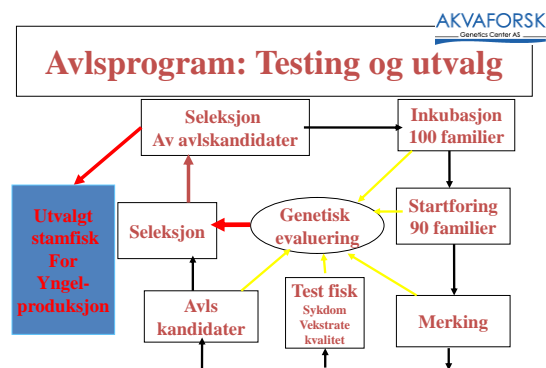 AKVAFORSK
Genetics Center AS
Avlsprogram: Testing og utvalg
Seleksjon
Av avlskandidater
Inkubasjon
100 familier
Utvalgt
stamfisk
For
Yngel-
produksjon
Seleksjon
Genetisk
evaluering
Startforing
90 familier
Avls
kandidater
Test fisk
Sykdom
Vekstrate
kvalitet
Merking